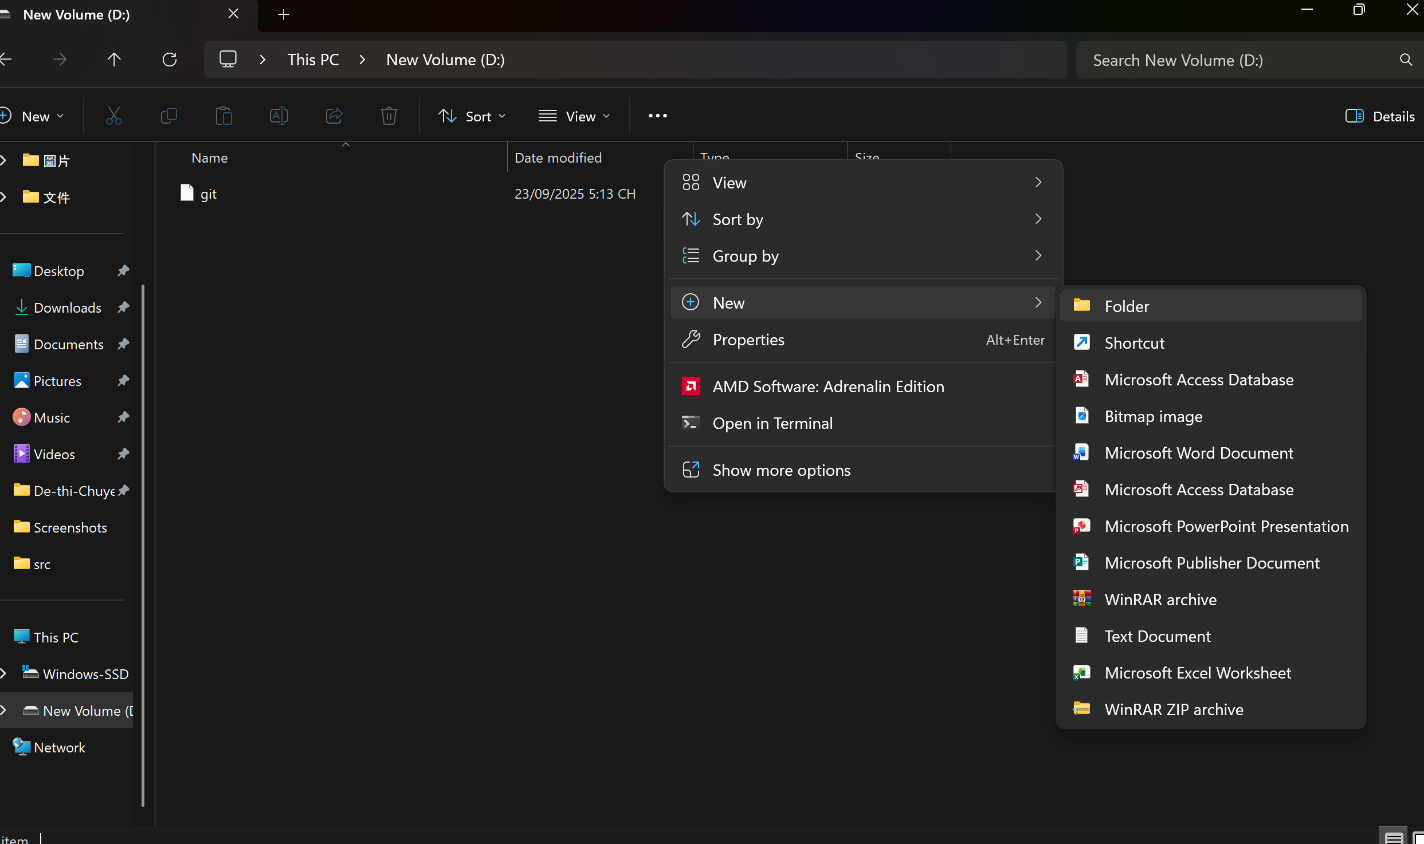 New Volume (D:)
This PC
New Volume (D:)
Search New Volume (D:)
New
Sort
View
Details
圖片
文件
Desktop
Downloads
Documents
Pictures
Music
Videos
De-thi-Chuye
Screenshots
src
This PC
Windows-SSD
New Volume (D
Network
Name
Date modified
Type
Size
git
23/09/2025 5:13 CH
View
Sort by
Group by
New
Properties
Alt+Enter
AMD Software: Adrenalin Edition
Open in Terminal
Show more options
Folder
Shortcut
Microsoft Access Database
Bitmap image
Microsoft Word Document
Microsoft Access Database
Microsoft PowerPoint Presentation
Microsoft Publisher Document
WinRAR archive
Text Document
Microsoft Excel Worksheet
WinRAR ZIP archive
item